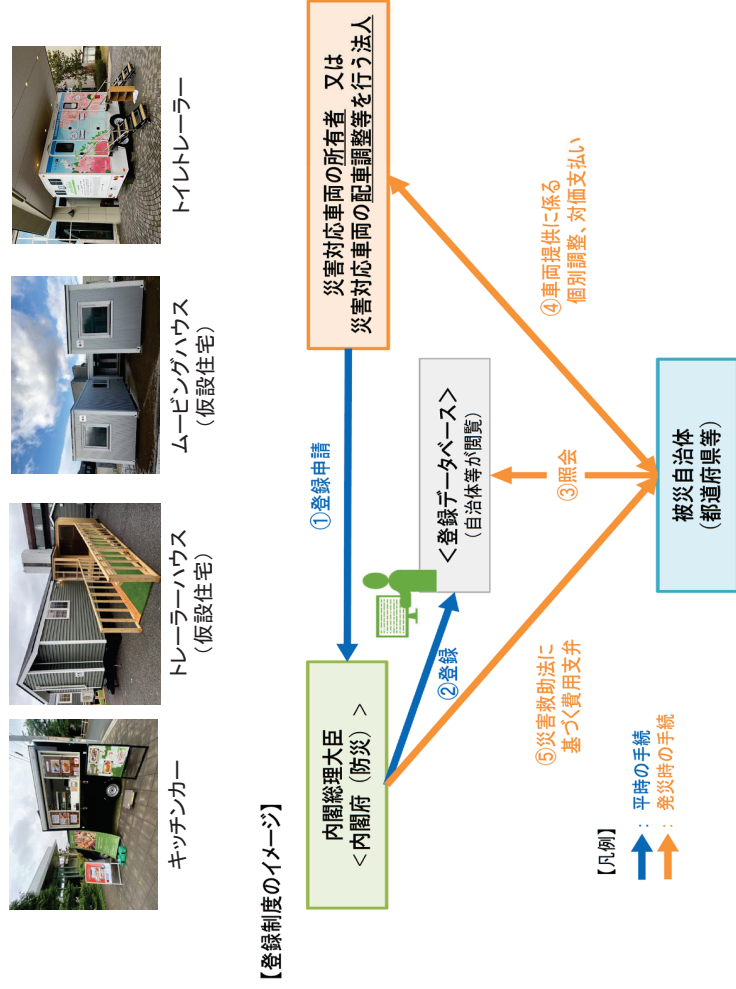 キッチンカー
トレーラーハウス
（仮設住宅）
ムービングハウス
（仮設住宅）
トイレトレーラー
【登録制度のイメージ】
内閣総理大臣
＜内閣府（防災）＞
①登録申請
災害対応車両の所有者　又は
災害対応車両の配車調整等を行う法人
②登録
＜登録データベース＞
（自治体等が閲覧）
③照会
④車両提供に係る
個別調整、対価支払い
⑤災害救助法に
基づく費用支弁
被災自治体
（都道府県等）
【凡例】
：平時の手続
：発災時の手続